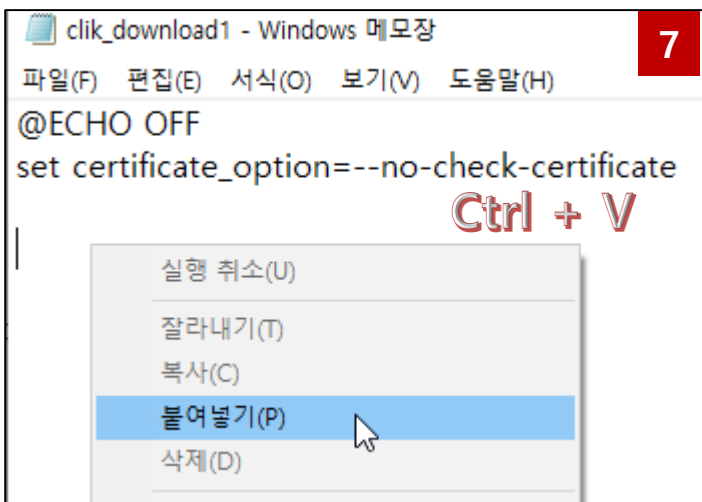 clik_download1 - Windows 메모장
7
파일(F) 편집(E) 서식(O) 보기(V) 도움말(H)
@ECHO OFF
set certificate_option=--no-check-certificate
Ctrl + V
실행 취소(U)
잘라내기(T)
복사(C)
붙여넣기(P)
삭제(D)